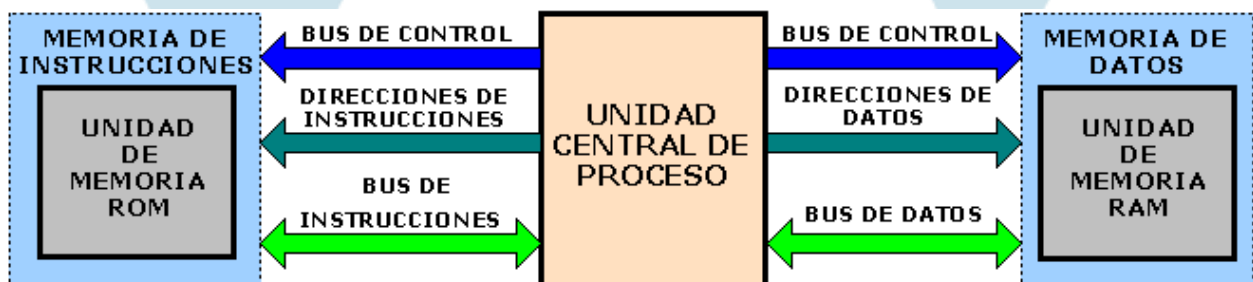 MEMORIA DE
INSTRUCCIONES
UNIDAD
DE
MEMORIA
ROM
BUS DE CONTROL
DIRECCIONES DE
INSTRUCCIONES
BUS DE
INSTRUCCIONES
UNIDAD
CENTRAL DE
PROCESO
BUS DE CONTROL
DIRECCIONES DE
DATOS
BUS DE DATOS
MEMORIA DE
DATOS
UNIDAD
DE
MEMORIA
RAM